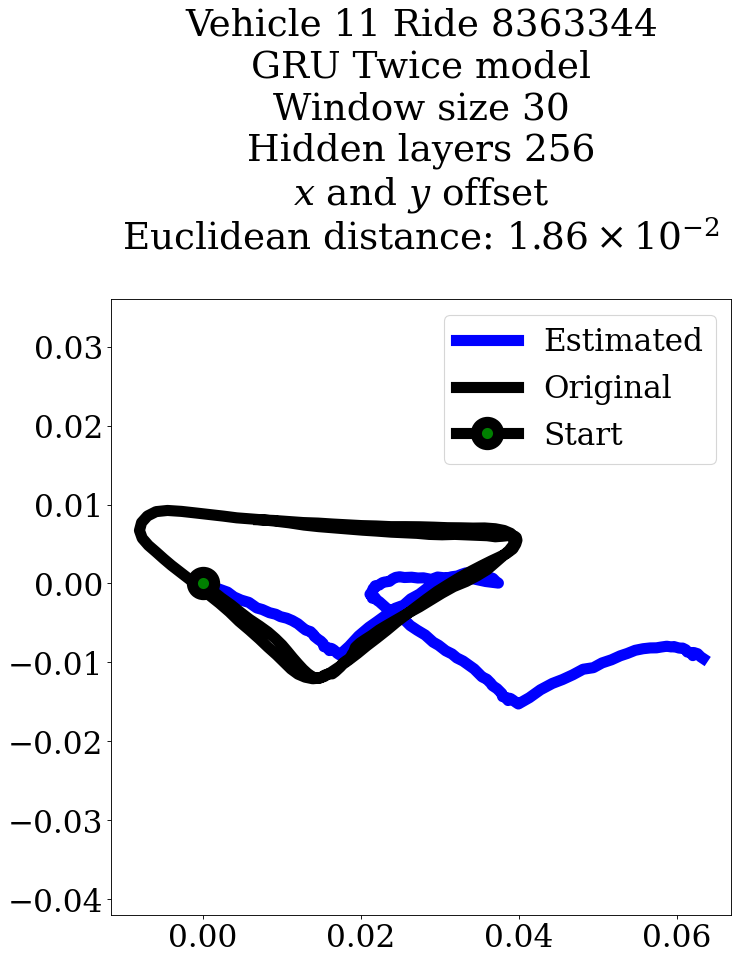 Vehicle 11 Ride 8363344
GRU Twice model
Window size 30
Hidden layers 256
x and y offset
Euclidean distance: 1.86 × 10⁻²
Estimated
Original
Start
0.03
0.02
0.01
0.00
−0.01
−0.02
−0.03
−0.04
0.00 0.02 0.04 0.06